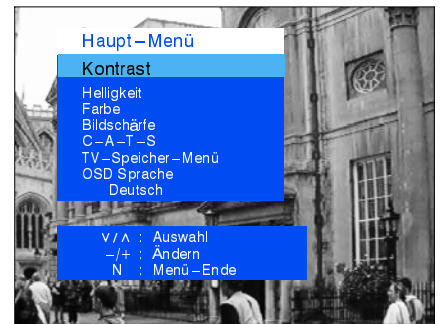 Haupt–Menü
Kontrast
Helligkeit
Farbe
Bildschärfe
C–A–T–S
TV–Speicher–Menü
OSD Sprache
Deutsch
∨/∧ : Auswahl
–/+ : Ändern
N : Menü–Ende